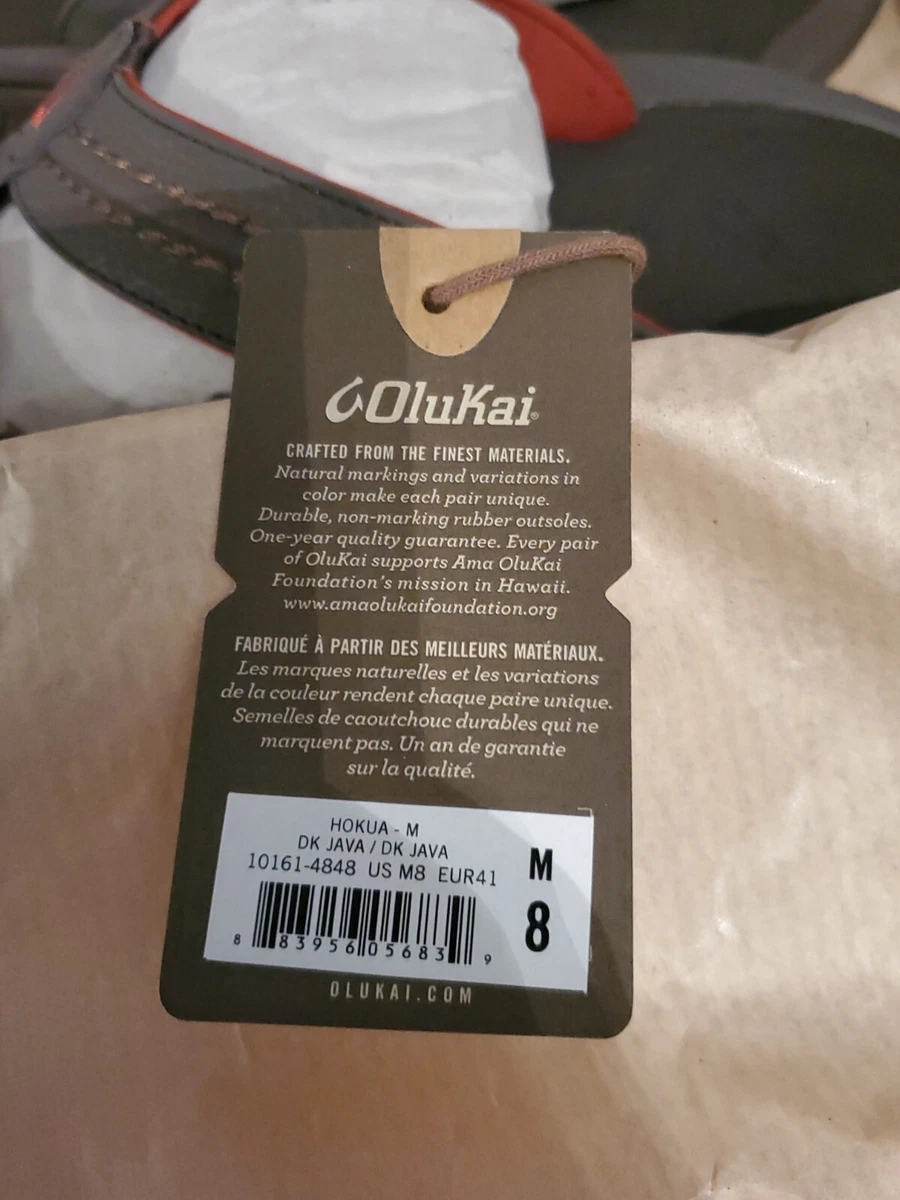 OluKai®
CRAFTED FROM THE FINEST MATERIALS.
Natural markings and variations in
color make each pair unique.
Durable, non-marking rubber outsoles.
One-year quality guarantee. Every pair
of OluKai supports Ama OluKai
Foundation's mission in Hawaii.
www.amaolukaifoundation.org
FABRIQUÉ À PARTIR DES MEILLEURS MATÉRIAUX.
Les marques naturelles et les variations
de la couleur rendent chaque paire unique.
Semelles de caoutchouc durables qui ne
marquent pas. Un an de garantie
sur la qualité.
HOKUA - M
DK JAVA / DK JAVA
10161-4848 US M8 EUR41
M
8
8 83956 05683 9
OLUKAI.COM